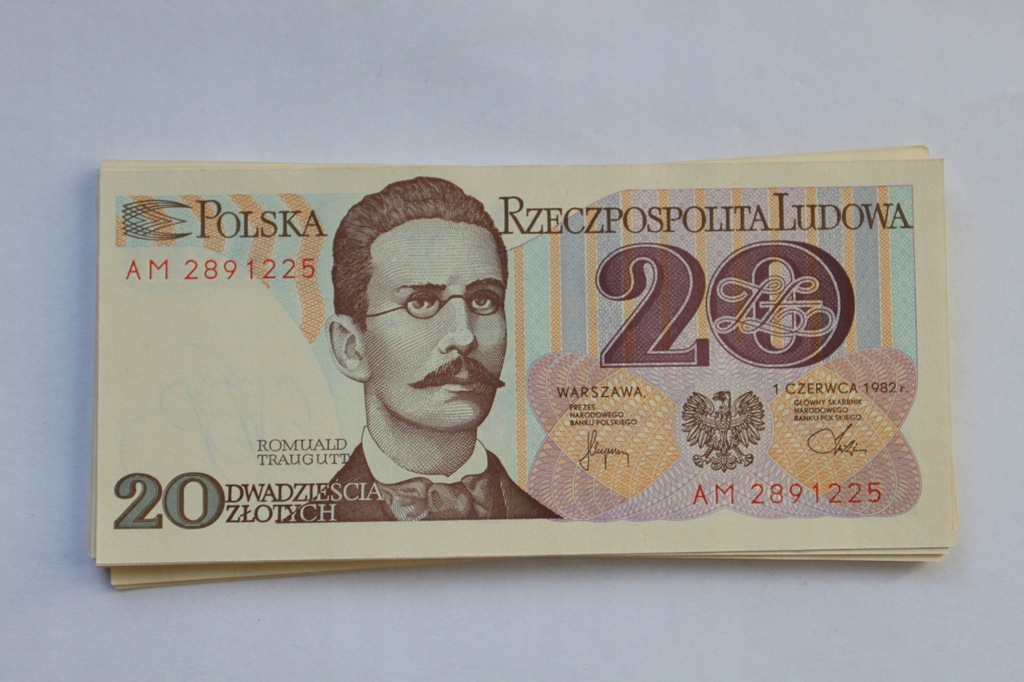 POLSKA RZECZPOSPOLITA LUDOWA
AM 2891225
20
WARSZAWA, 1 CZERWCA 1982 r.
PREZES
NARODOWEGO
BANKU POLSKIEGO
GŁÓWNY SKARBNIK
NARODOWEGO
BANKU POLSKIEGO
ROMUALD
TRAUGUTT
AM 2891225
20 DWADZIEŚCIA
ZŁOTYCH